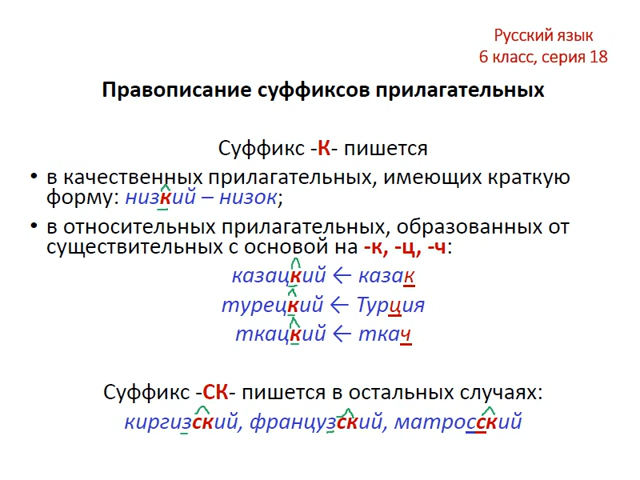 Русский язык
6 класс, серия 18
Правописание суффиксов прилагательных
Суффикс -К- пишется
• в качественных прилагательных, имеющих краткую
форму: низкий – низок;
• в относительных прилагательных, образованных от
существительных с основой на -к, -ц, -ч:
казацкий ← казак
турецкий ← Турция
ткацкий ← ткач
Суффикс -СК- пишется в остальных случаях:
киргизский, французский, матросский